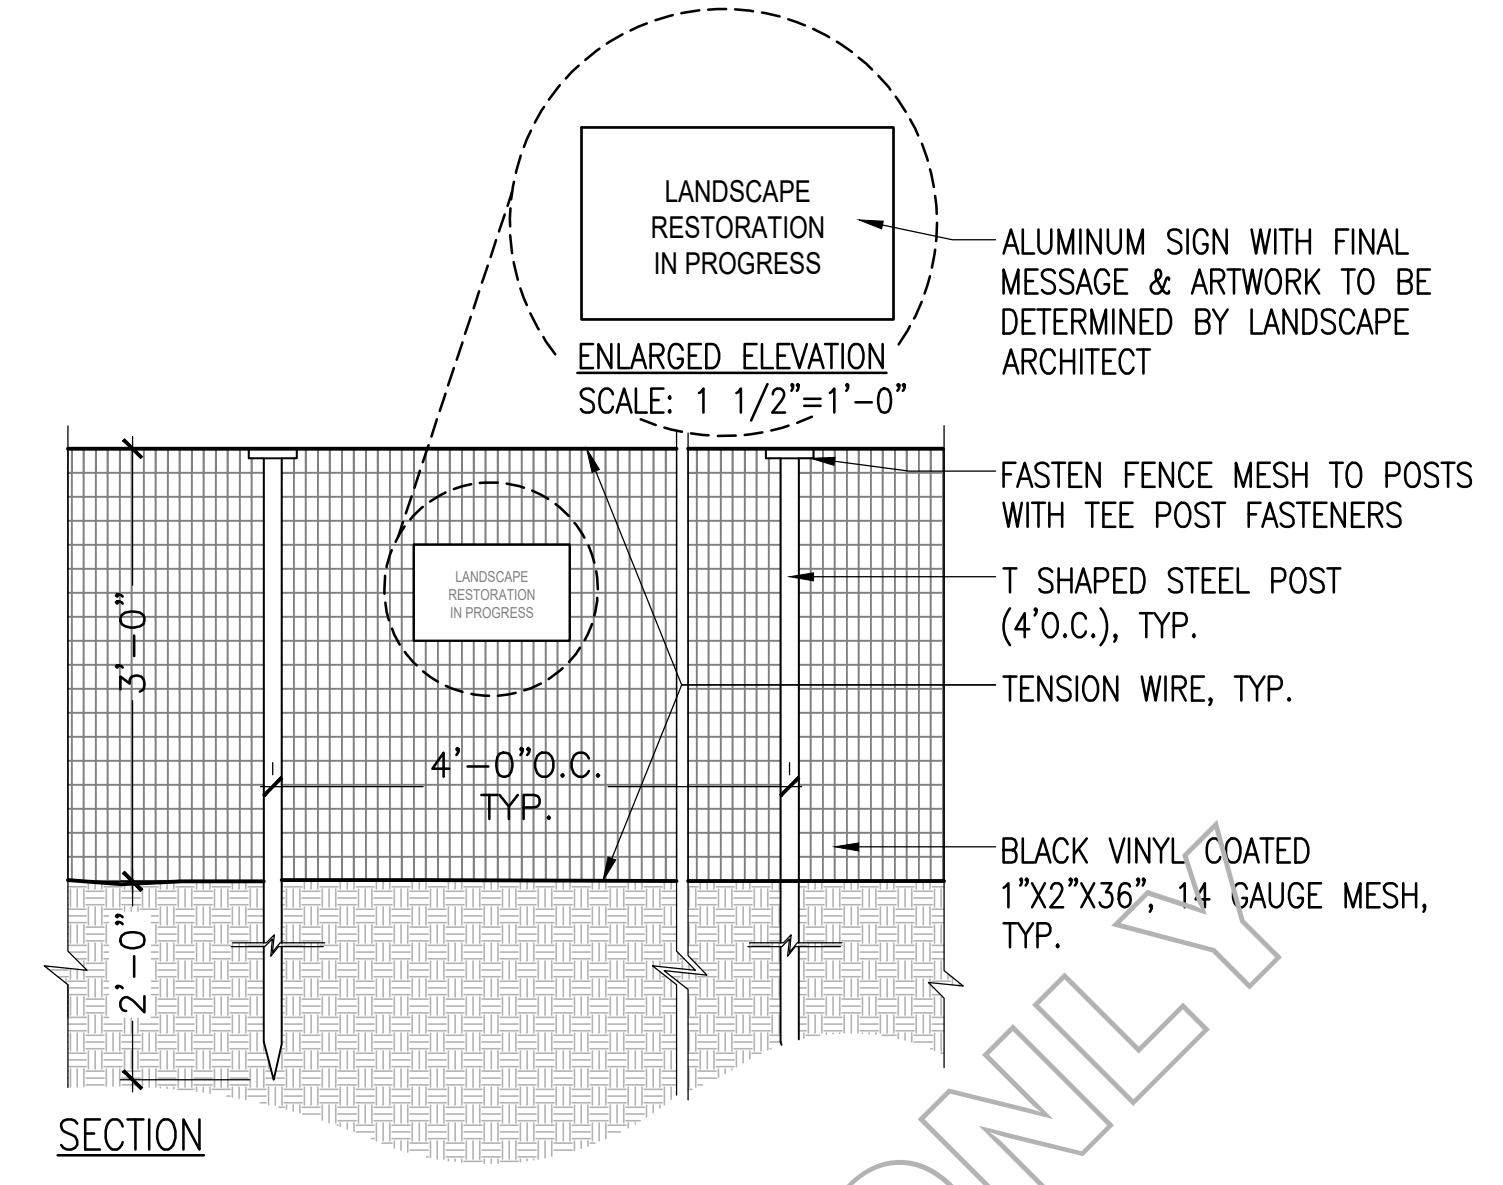 LANDSCAPE
RESTORATION
IN PROGRESS
ENLARGED ELEVATION
SCALE: 1 1/2"=1'-0"
ALUMINUM SIGN WITH FINAL
MESSAGE & ARTWORK TO BE
DETERMINED BY LANDSCAPE
ARCHITECT
FASTEN FENCE MESH TO POSTS
WITH TEE POST FASTENERS
T SHAPED STEEL POST
(4'O.C.), TYP.
TENSION WIRE, TYP.
BLACK VINYL COATED
1"X2"X36", 14 GAUGE MESH,
TYP.
LANDSCAPE
RESTORATION
IN PROGRESS
3'-0"
4'-0"O.C.
TYP.
2'-0"
SECTION
ONLY